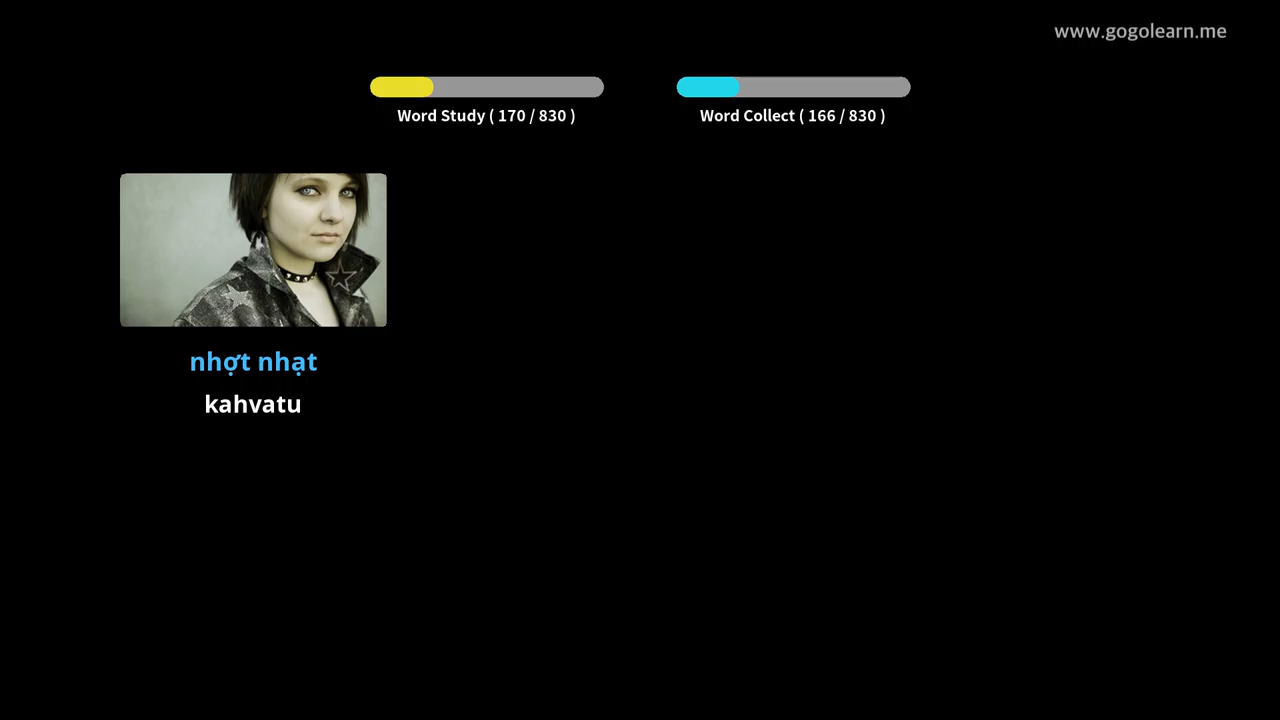 www.gogolearn.me
Word Study ( 170 / 830 )
Word Collect ( 166 / 830 )
nhợt nhạt
kahvatu